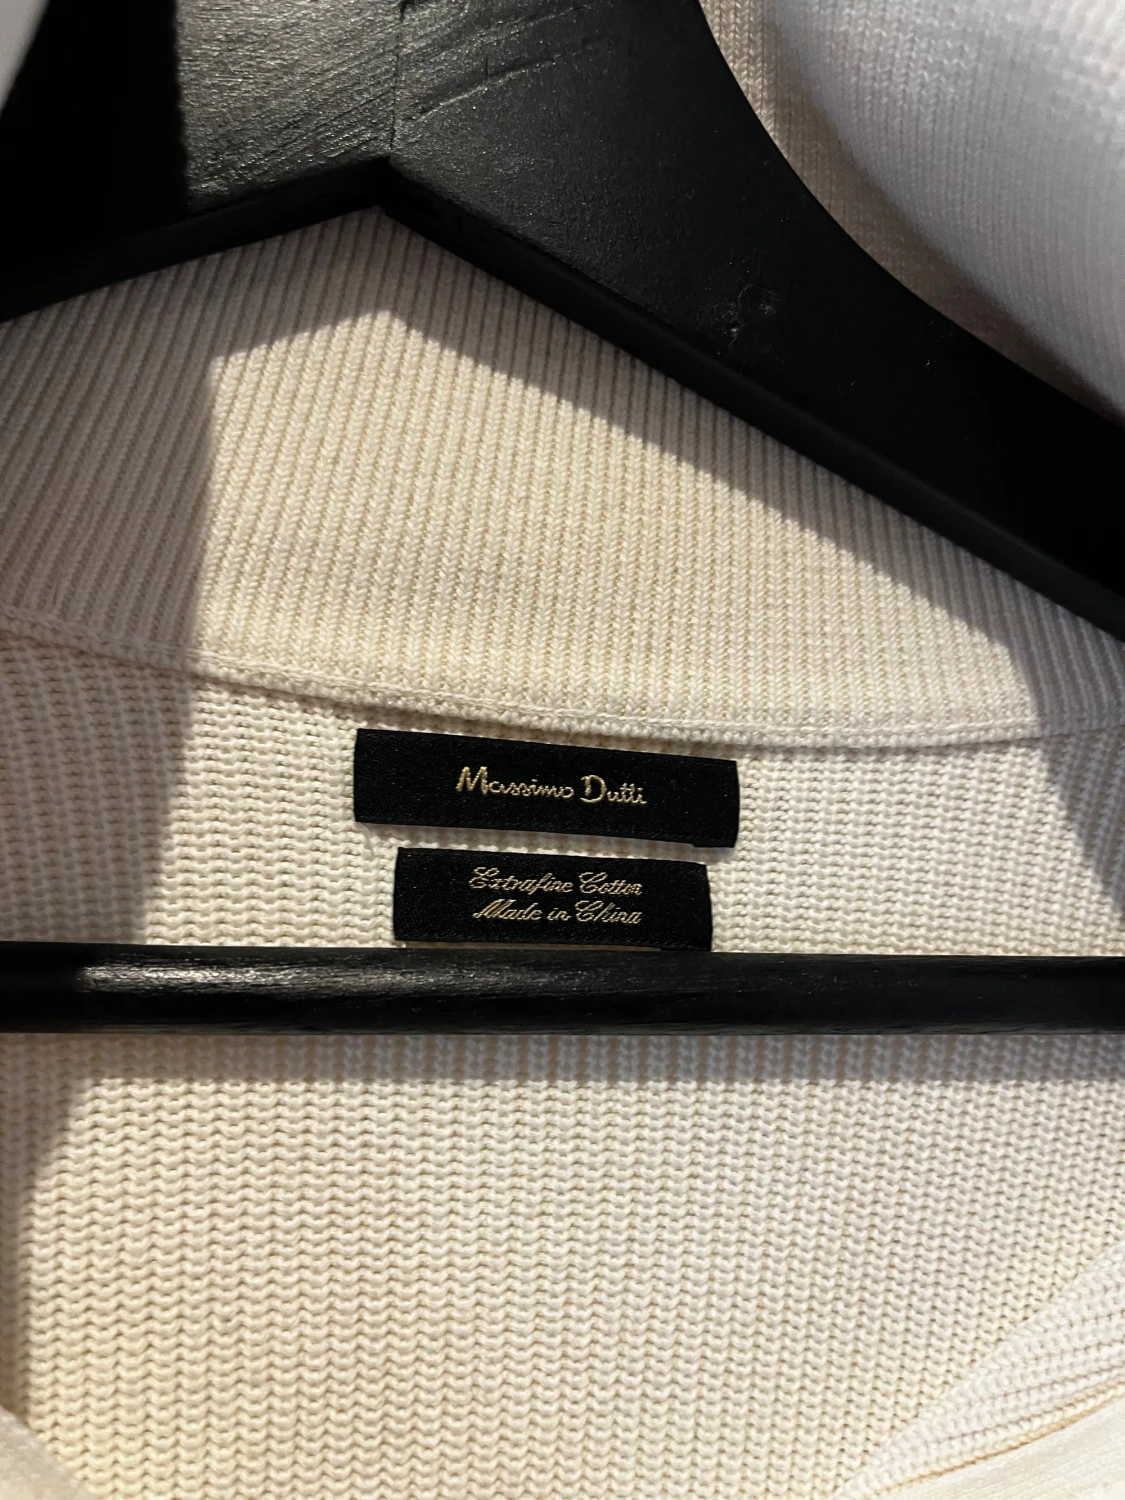 Massimo Dutti
Extrafine Cotton
Made in China